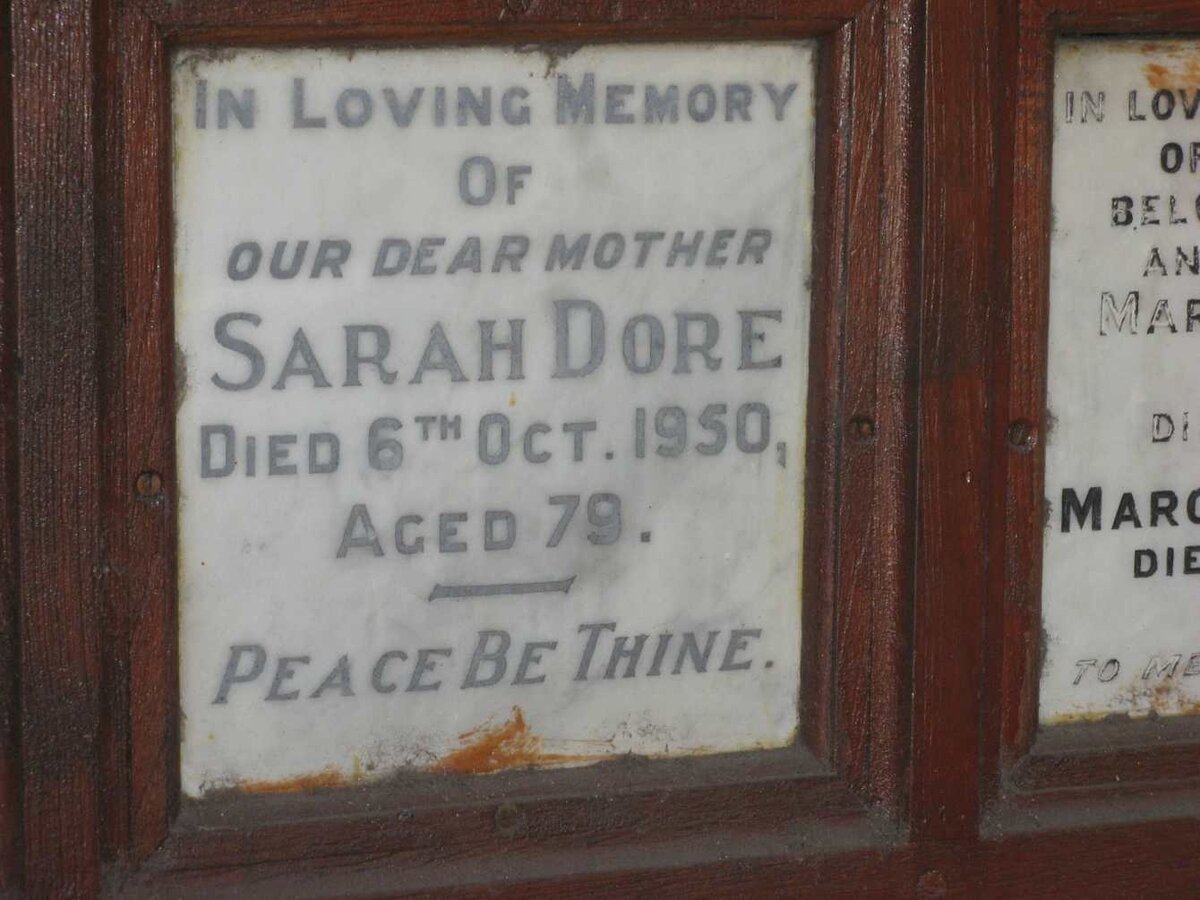 IN LOVING MEMORY
OF
OUR DEAR MOTHER
SARAH DORE
DIED 6TH OCT. 1950,
AGED 79.
PEACE BE THINE.
IN LOV
OF
BELO
AN
MAR
DI
MARG
DIE
TO ME